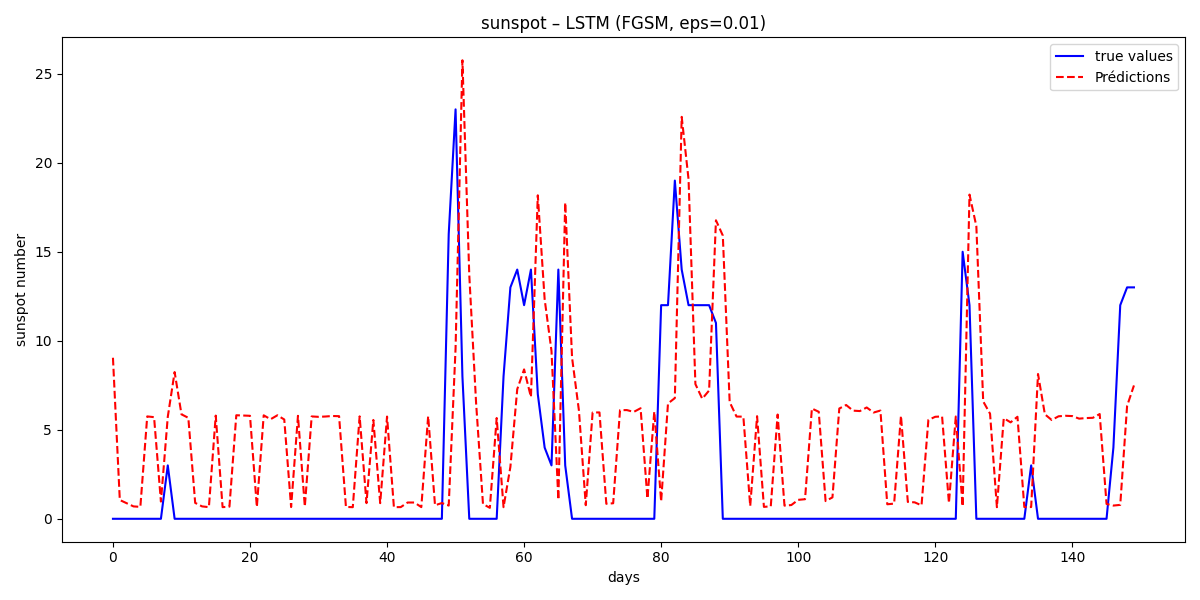 sunspot – LSTM (FGSM, eps=0.01)
true values
Prédictions
sunspot number
25
20
15
10
5
0
0 20 40 60 80 100 120 140
days